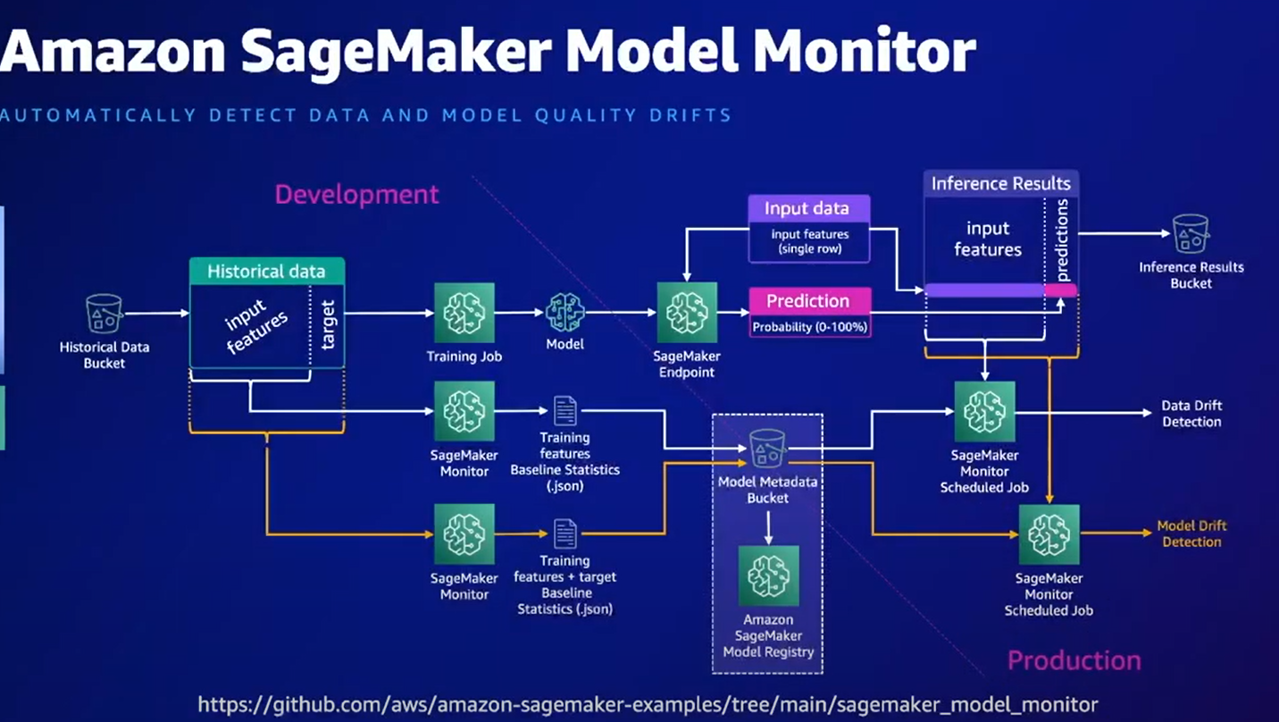 Amazon SageMaker Model Monitor
AUTOMATICALLY DETECT DATA AND MODEL QUALITY DRIFTS
Development
Historical Data
Bucket
Historical data
input
features
target
Training Job
Model
SageMaker
Endpoint
Input data
input features
(single row)
Prediction
Probability (0-100%)
Inference Results
input
features
predictions
Inference Results
Bucket
SageMaker
Monitor
Training
features
Baseline Statistics
(.json)
SageMaker
Monitor
Training
features + target
Baseline
Statistics (.json)
Model Metadata
Bucket
Amazon
SageMaker
Model Registry
SageMaker
Monitor
Scheduled Job
Data Drift
Detection
SageMaker
Monitor
Scheduled Job
Model Drift
Detection
Production
https://github.com/aws/amazon-sagemaker-examples/tree/main/sagemaker_model_monitor